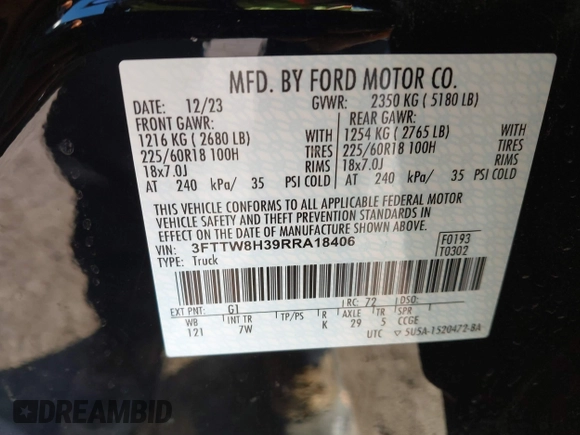 MFD. BY FORD MOTOR CO.
DATE: 12/23 GVWR: 2350 KG ( 5180 LB)
FRONT GAWR: REAR GAWR:
1216 KG ( 2680 LB) WITH 1254 KG ( 2765 LB) WITH
225/60R18 100H TIRES 225/60R18 100H TIRES
18x7.0J RIMS 18x7.0J RIMS
AT 240 kPa/ 35 PSI COLD AT 240 kPa/ 35 PSI COLD
THIS VEHICLE CONFORMS TO ALL APPLICABLE FEDERAL MOTOR
VEHICLE SAFETY AND THEFT PREVENTION STANDARDS IN
EFFECT ON THE DATE OF MANUFACTURE SHOWN ABOVE.
VIN: 3FTTW8H39RRA18406 F0193
TYPE: Truck T0302
EXT PNT: G1 RC: 72 DSO:
WB INT TR TP/PS R AXLE TR SPR
121 7W K 29 5 CCGE
UTC 5U5A-1520472-BA
DREAMBID